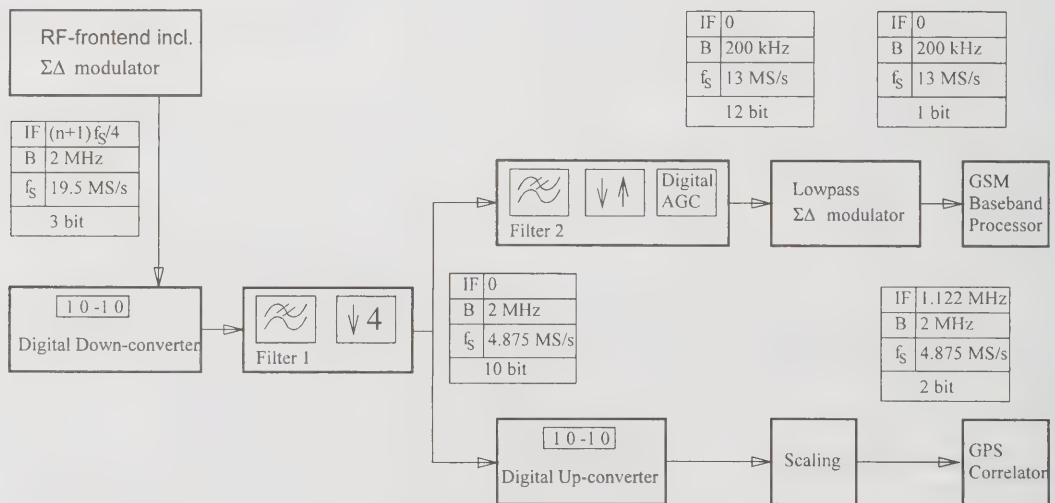 RF-frontend incl.
ΣΔ modulator
IF (n+1)fS/4
B 2 MHz
fS 19.5 MS/s
3 bit
1 0 -1 0
Digital Down-converter
↓ 4
Filter 1
IF 0
B 2 MHz
fS 4.875 MS/s
10 bit
↓ ↑
Digital
AGC
Filter 2
IF 0
B 200 kHz
fS 13 MS/s
12 bit
Lowpass
ΣΔ modulator
IF 0
B 200 kHz
fS 13 MS/s
1 bit
GSM
Baseband
Processor
1 0 -1 0
Digital Up-converter
Scaling
IF 1.122 MHz
B 2 MHz
fS 4.875 MS/s
2 bit
GPS
Correlator